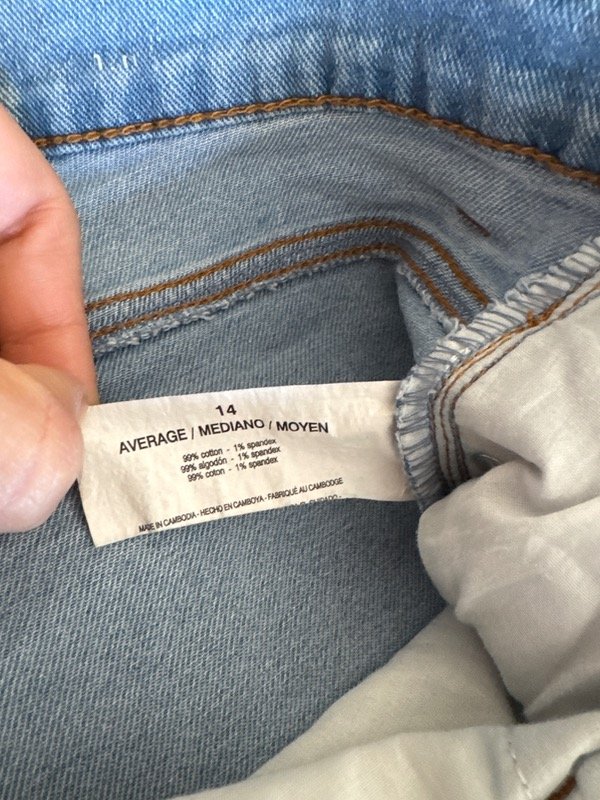 14
AVERAGE / MEDIANO / MOYEN
99% cotton - 1% spandex
99% algodón - 1% spandex
99% coton - 1% spandex
MADE IN CAMBODIA - HECHO EN CAMBOYA - FABRIQUÉ AU CAMBODGE